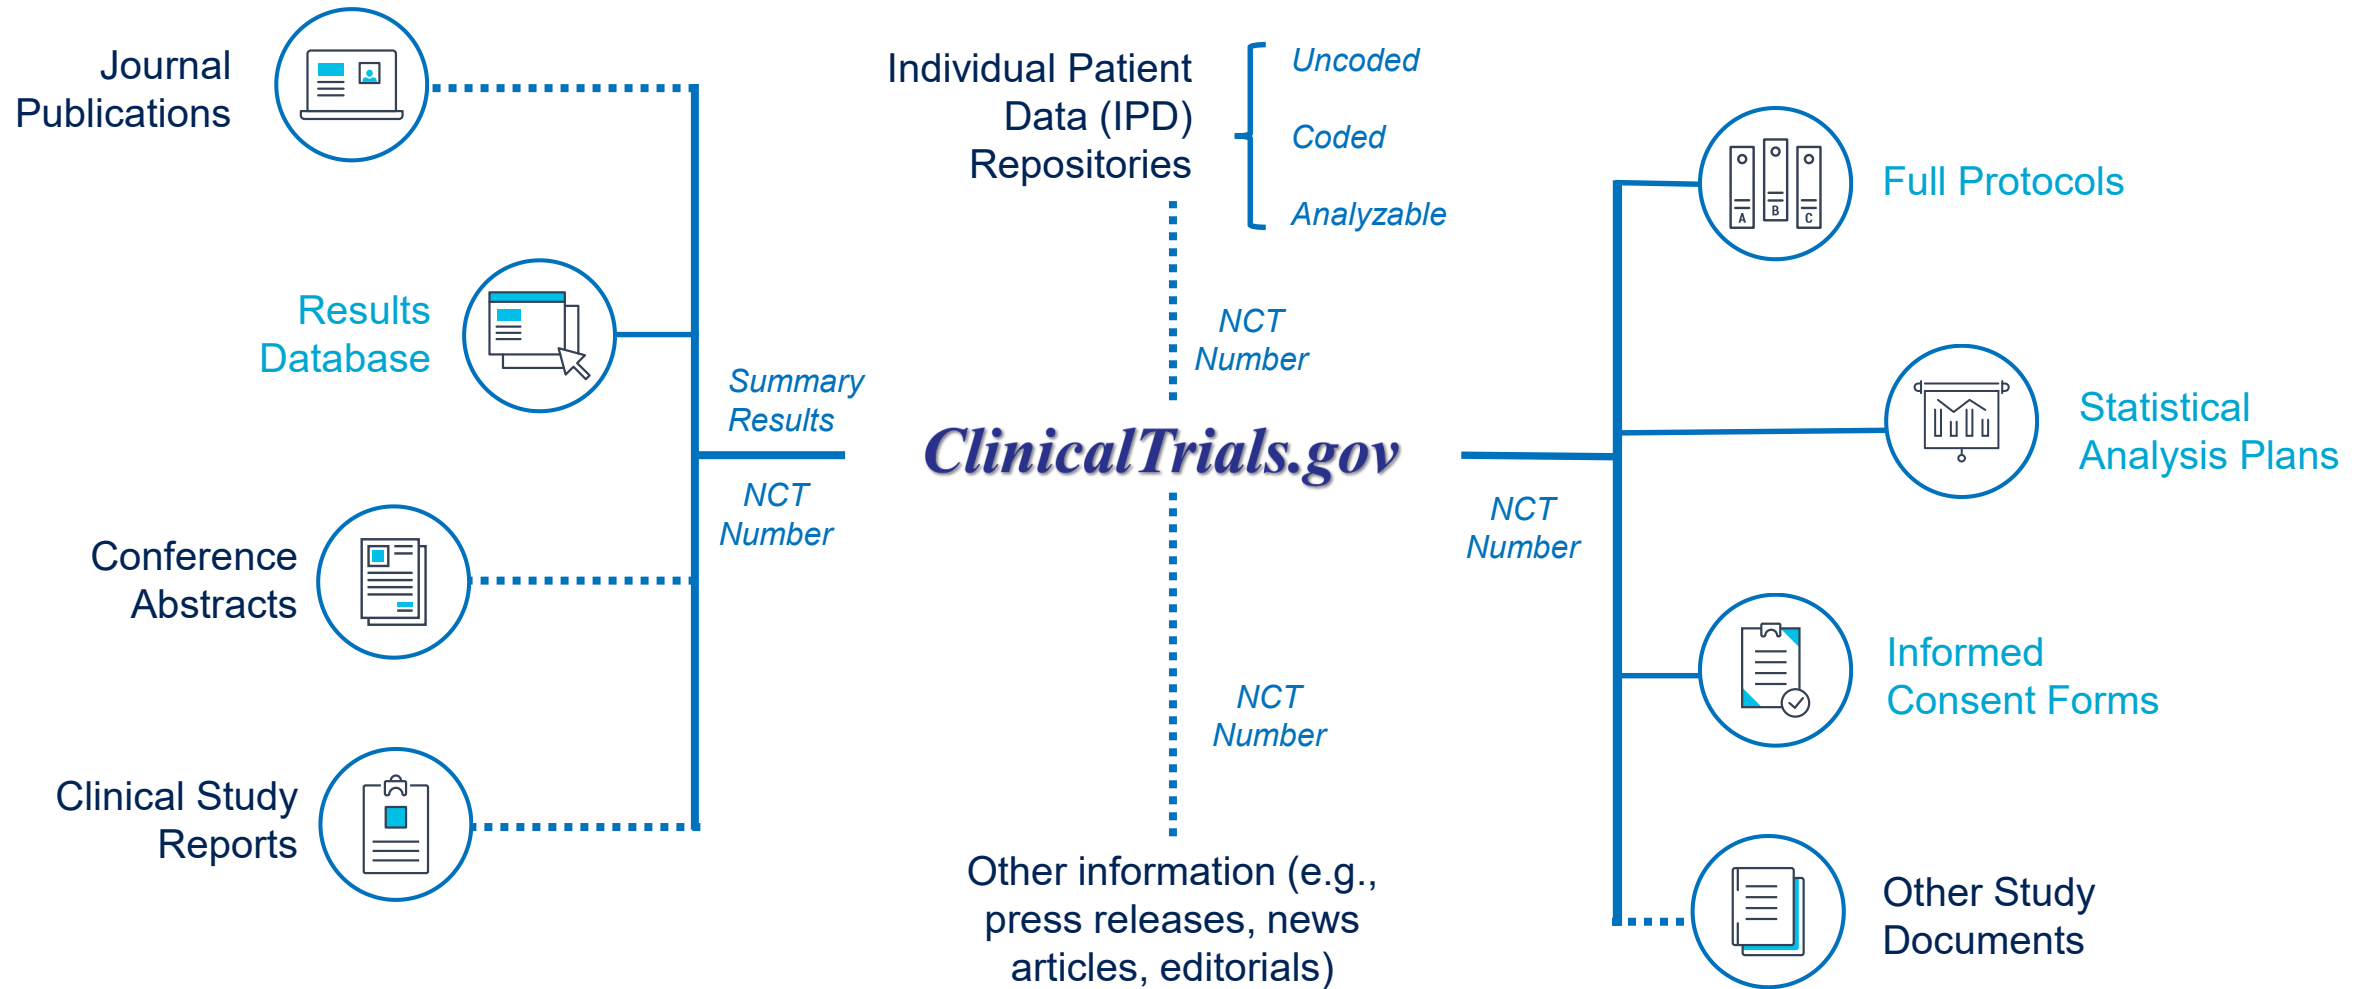 Journal
Publications
Results
Database
Conference
Abstracts
Clinical Study
Reports
Summary
Results
NCT
Number
Individual Patient
Data (IPD)
Repositories
Uncoded
Coded
Analyzable
NCT
Number
ClinicalTrials.gov
NCT
Number
Other information (e.g.,
press releases, news
articles, editorials)
NCT
Number
A
B
C
Full Protocols
Statistical
Analysis Plans
Informed
Consent Forms
Other Study
Documents